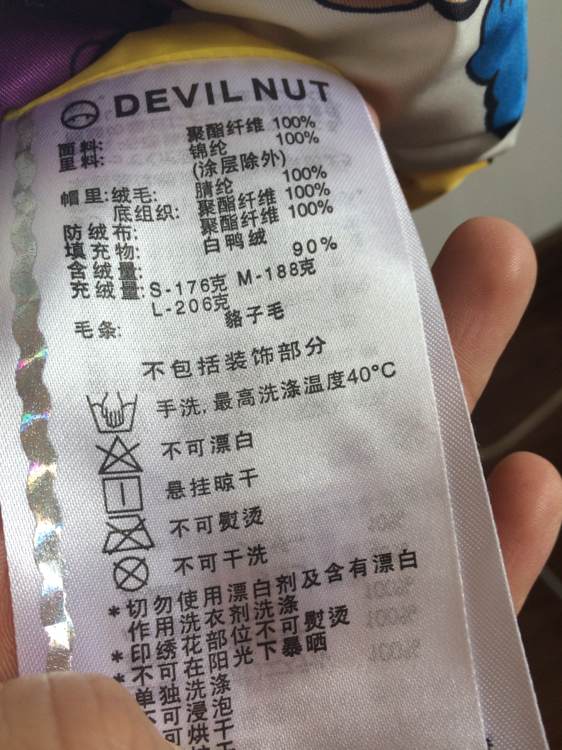 DEVIL NUT
面料: 聚酯纤维 100%
里料: 锦纶 100%
(涂层除外)
帽里:绒毛: 腈纶 100%
底组织: 聚酯纤维 100%
防绒布: 聚酯纤维 100%
填充物: 白鸭绒
含绒量: 90%
充绒量:S-176克 M-188克
L-206克
毛条: 貉子毛
不包括装饰部分
手洗,最高洗涤温度40°C
不可漂白
悬挂晾干
不可熨烫
不可干洗
*切勿使用漂白剂及含有漂白
作用洗衣剂洗涤
*印绣花部位不可熨烫
*不可在阳光下暴晒
单独洗涤
不可浸泡
可烘干